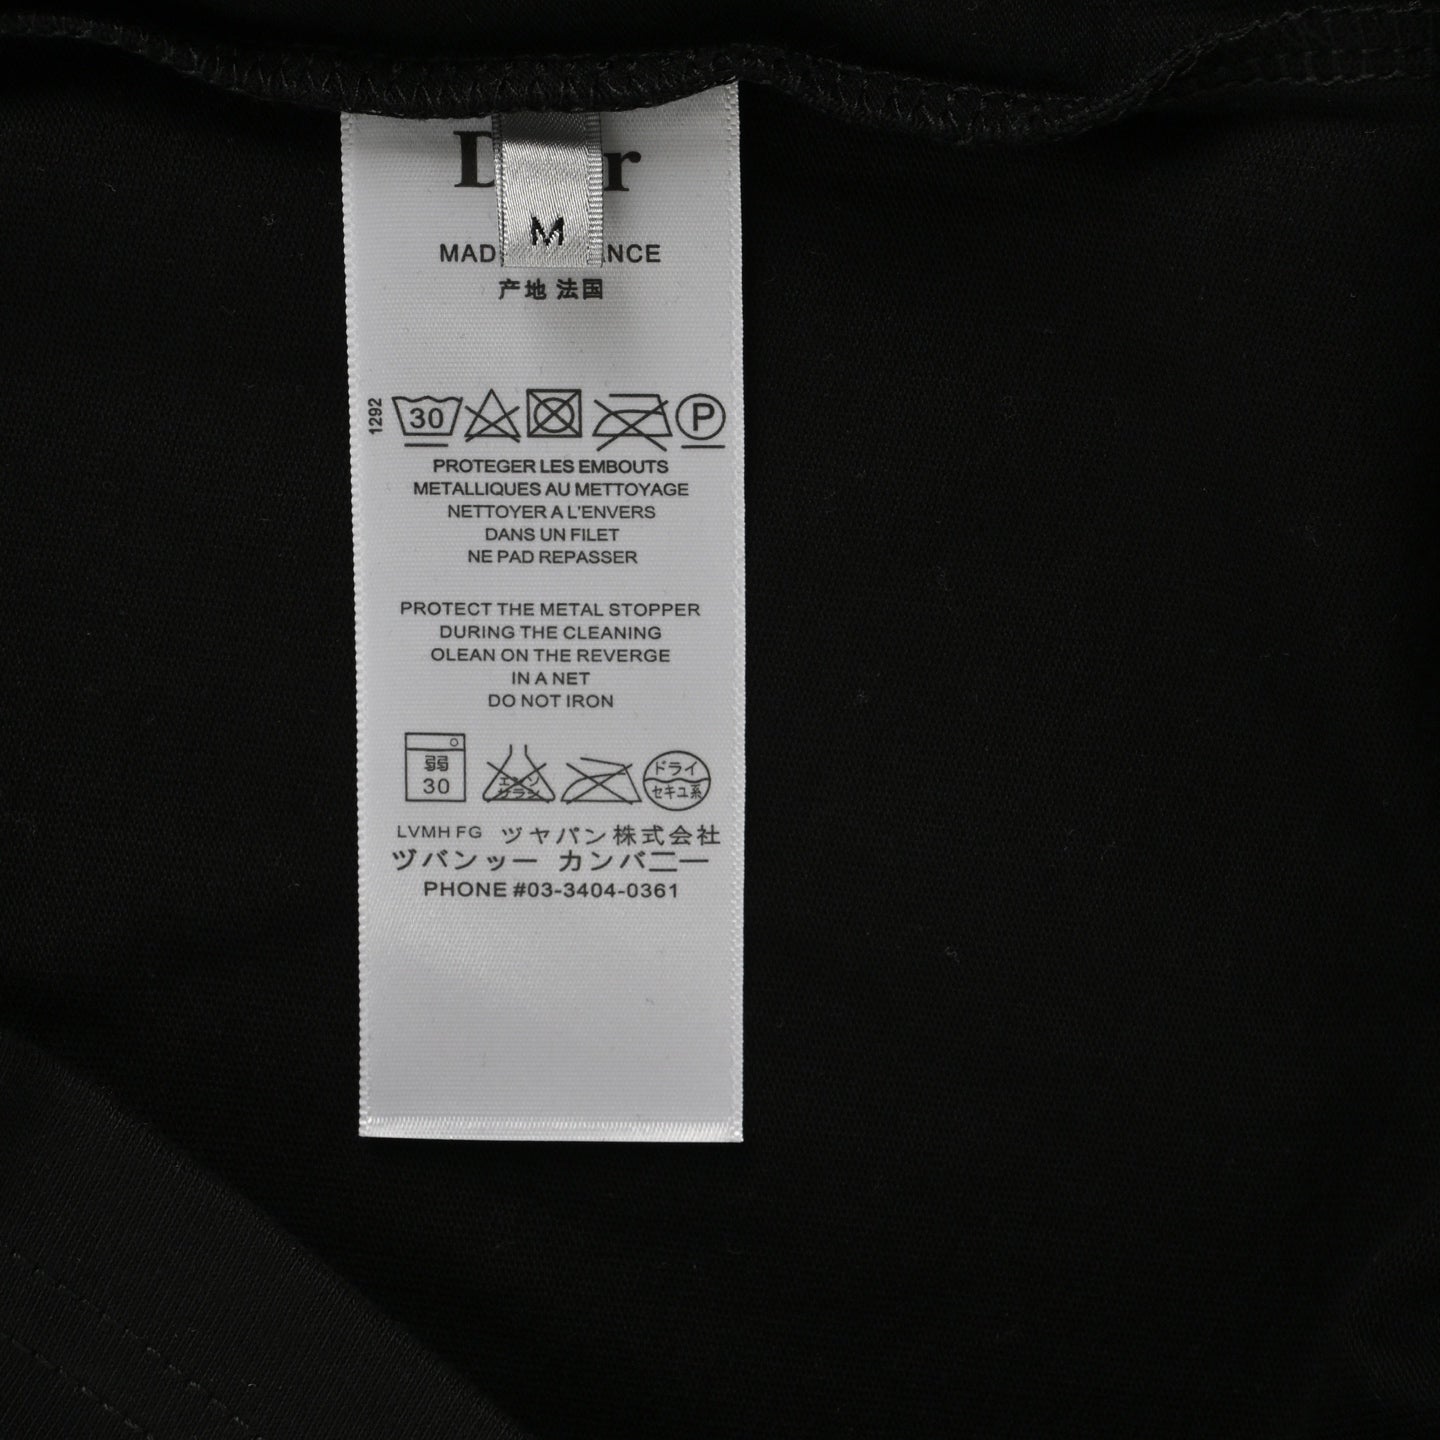 D r
M
MAD NCE
产地 法国
1292
30 P
PROTEGER LES EMBOUTS
METALLIQUES AU METTOYAGE
NETTOYER A L'ENVERS
DANS UN FILET
NE PAD REPASSER
PROTECT THE METAL STOPPER
DURING THE CLEANING
OLEAN ON THE REVERGE
IN A NET
DO NOT IRON
弱 ドライ
30 セキユ系
LVMH FG ヅヤパン株式会社
ヅバンッー カンバニー
PHONE #03-3404-0361